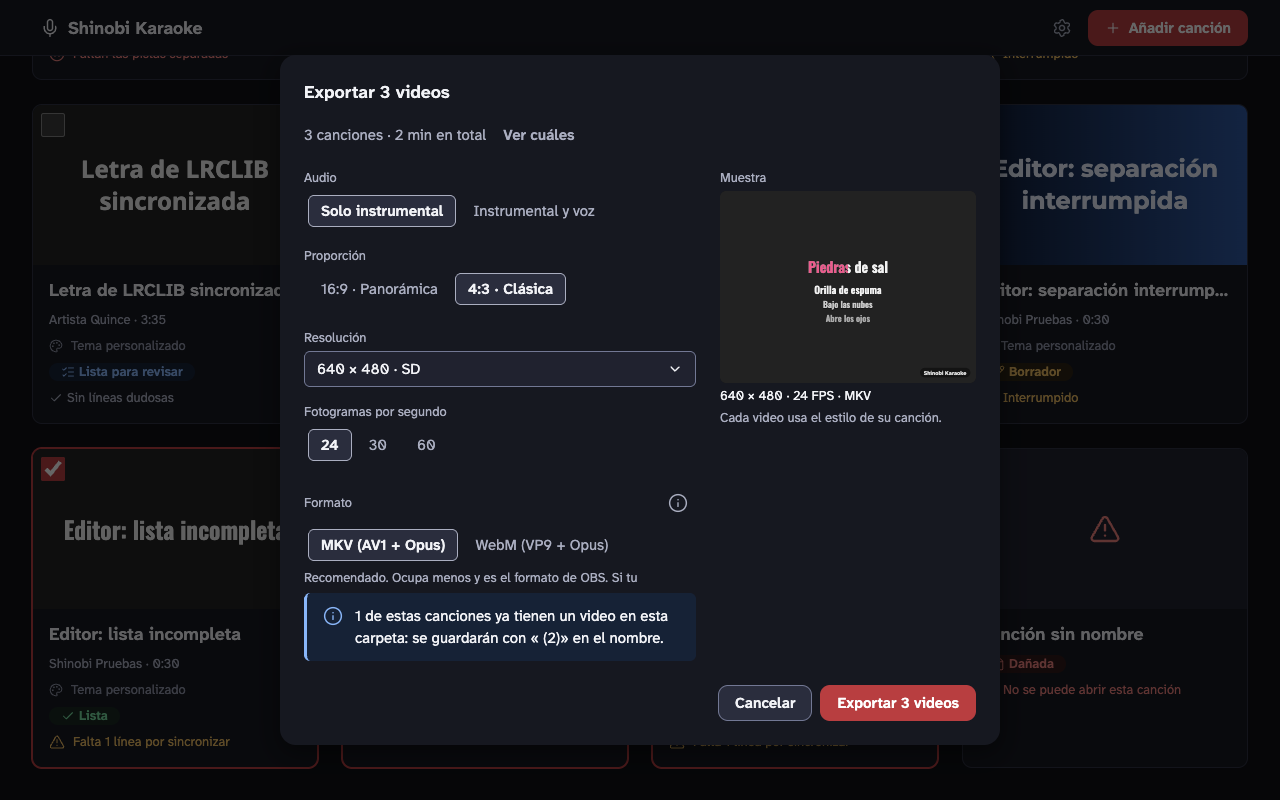 Shinobi Karaoke
Añadir canción
Exportar 3 videos
3 canciones · 2 min en total Ver cuáles
Audio
Solo instrumental Instrumental y voz
Proporción
16:9 · Panorámica 4:3 · Clásica
Resolución
640 × 480 · SD
Fotogramas por segundo
24 30 60
Formato
MKV (AV1 + Opus) WebM (VP9 + Opus)
Recomendado. Ocupa menos y es el formato de OBS. Si tu
1 de estas canciones ya tienen un video en esta
carpeta: se guardarán con « (2)» en el nombre.
Muestra
Piedras de sal
Orilla de espuma
Bajo las nubes
Abre los ojos
Shinobi Karaoke
640 × 480 · 24 FPS · MKV
Cada video usa el estilo de su canción.
Cancelar
Exportar 3 videos
Letra de LRCLIB
sincronizada
Letra de LRCLIB sincronizad
Artista Quince · 3:35
Tema personalizado
Lista para revisar
Sin líneas dudosas
Editor: separación
interrumpida
itor: separación interrump...
nobi Pruebas · 0:30
Tema personalizado
Borrador
Interrumpido
Editor: lista incompleta
Editor: lista incompleta
Shinobi Pruebas · 0:30
Tema personalizado
Lista
Falta 1 línea por sincronizar
nción sin nombre
Dañada
No se puede abrir esta canción